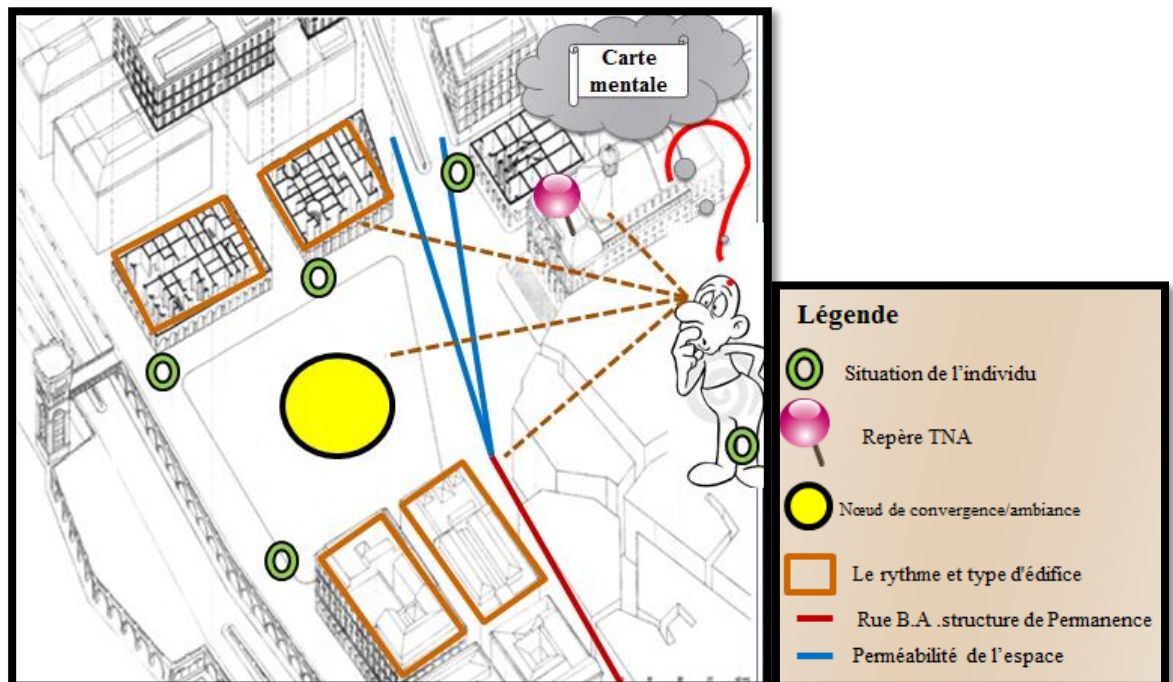 Carte
mentale
Légende
Situation de l'individu
Repère TNA
Nœud de convergence/ambiance
Le rythme et type d'édifice
Rue B.A .structure de Permanence
Perméabilité de l'espace